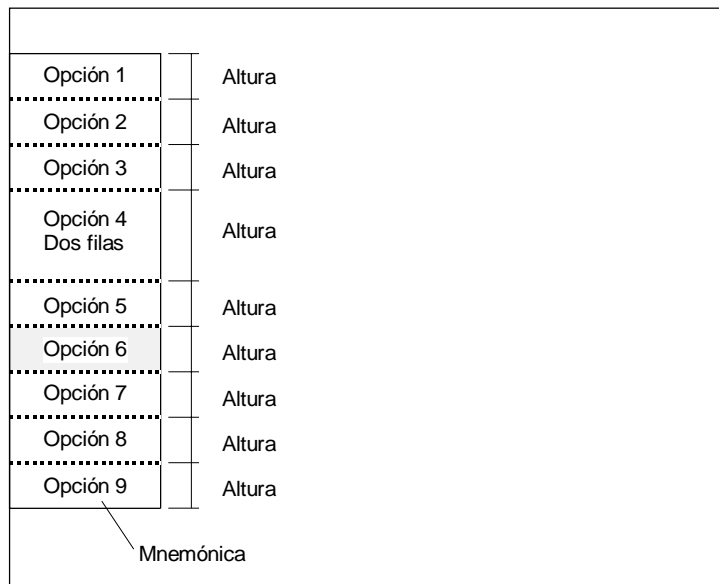 Opción 1 Altura
Opción 2 Altura
Opción 3 Altura
Opción 4
Dos filas Altura
Opción 5 Altura
Opción 6 Altura
Opción 7 Altura
Opción 8 Altura
Opción 9 Altura
Mnemónica